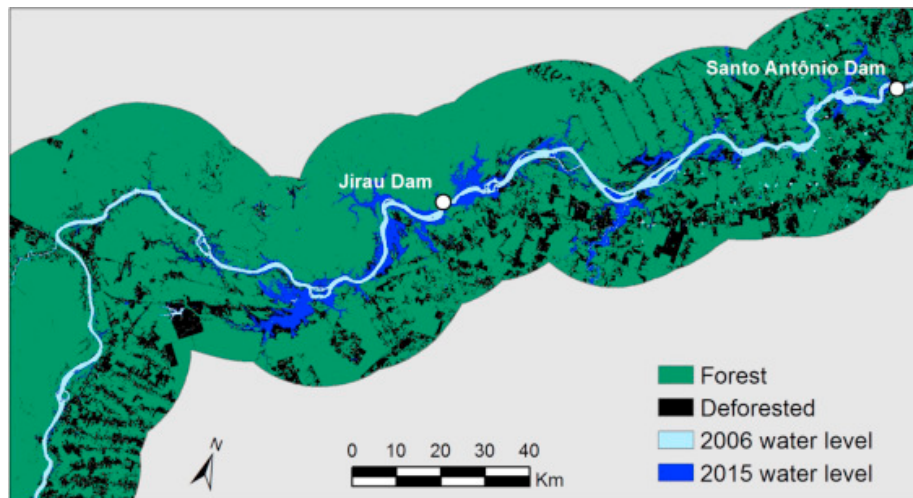 Santo Antônio Dam
Jirau Dam
Forest
Deforested
2006 water level
2015 water level
N
0 10 20 30 40
Km